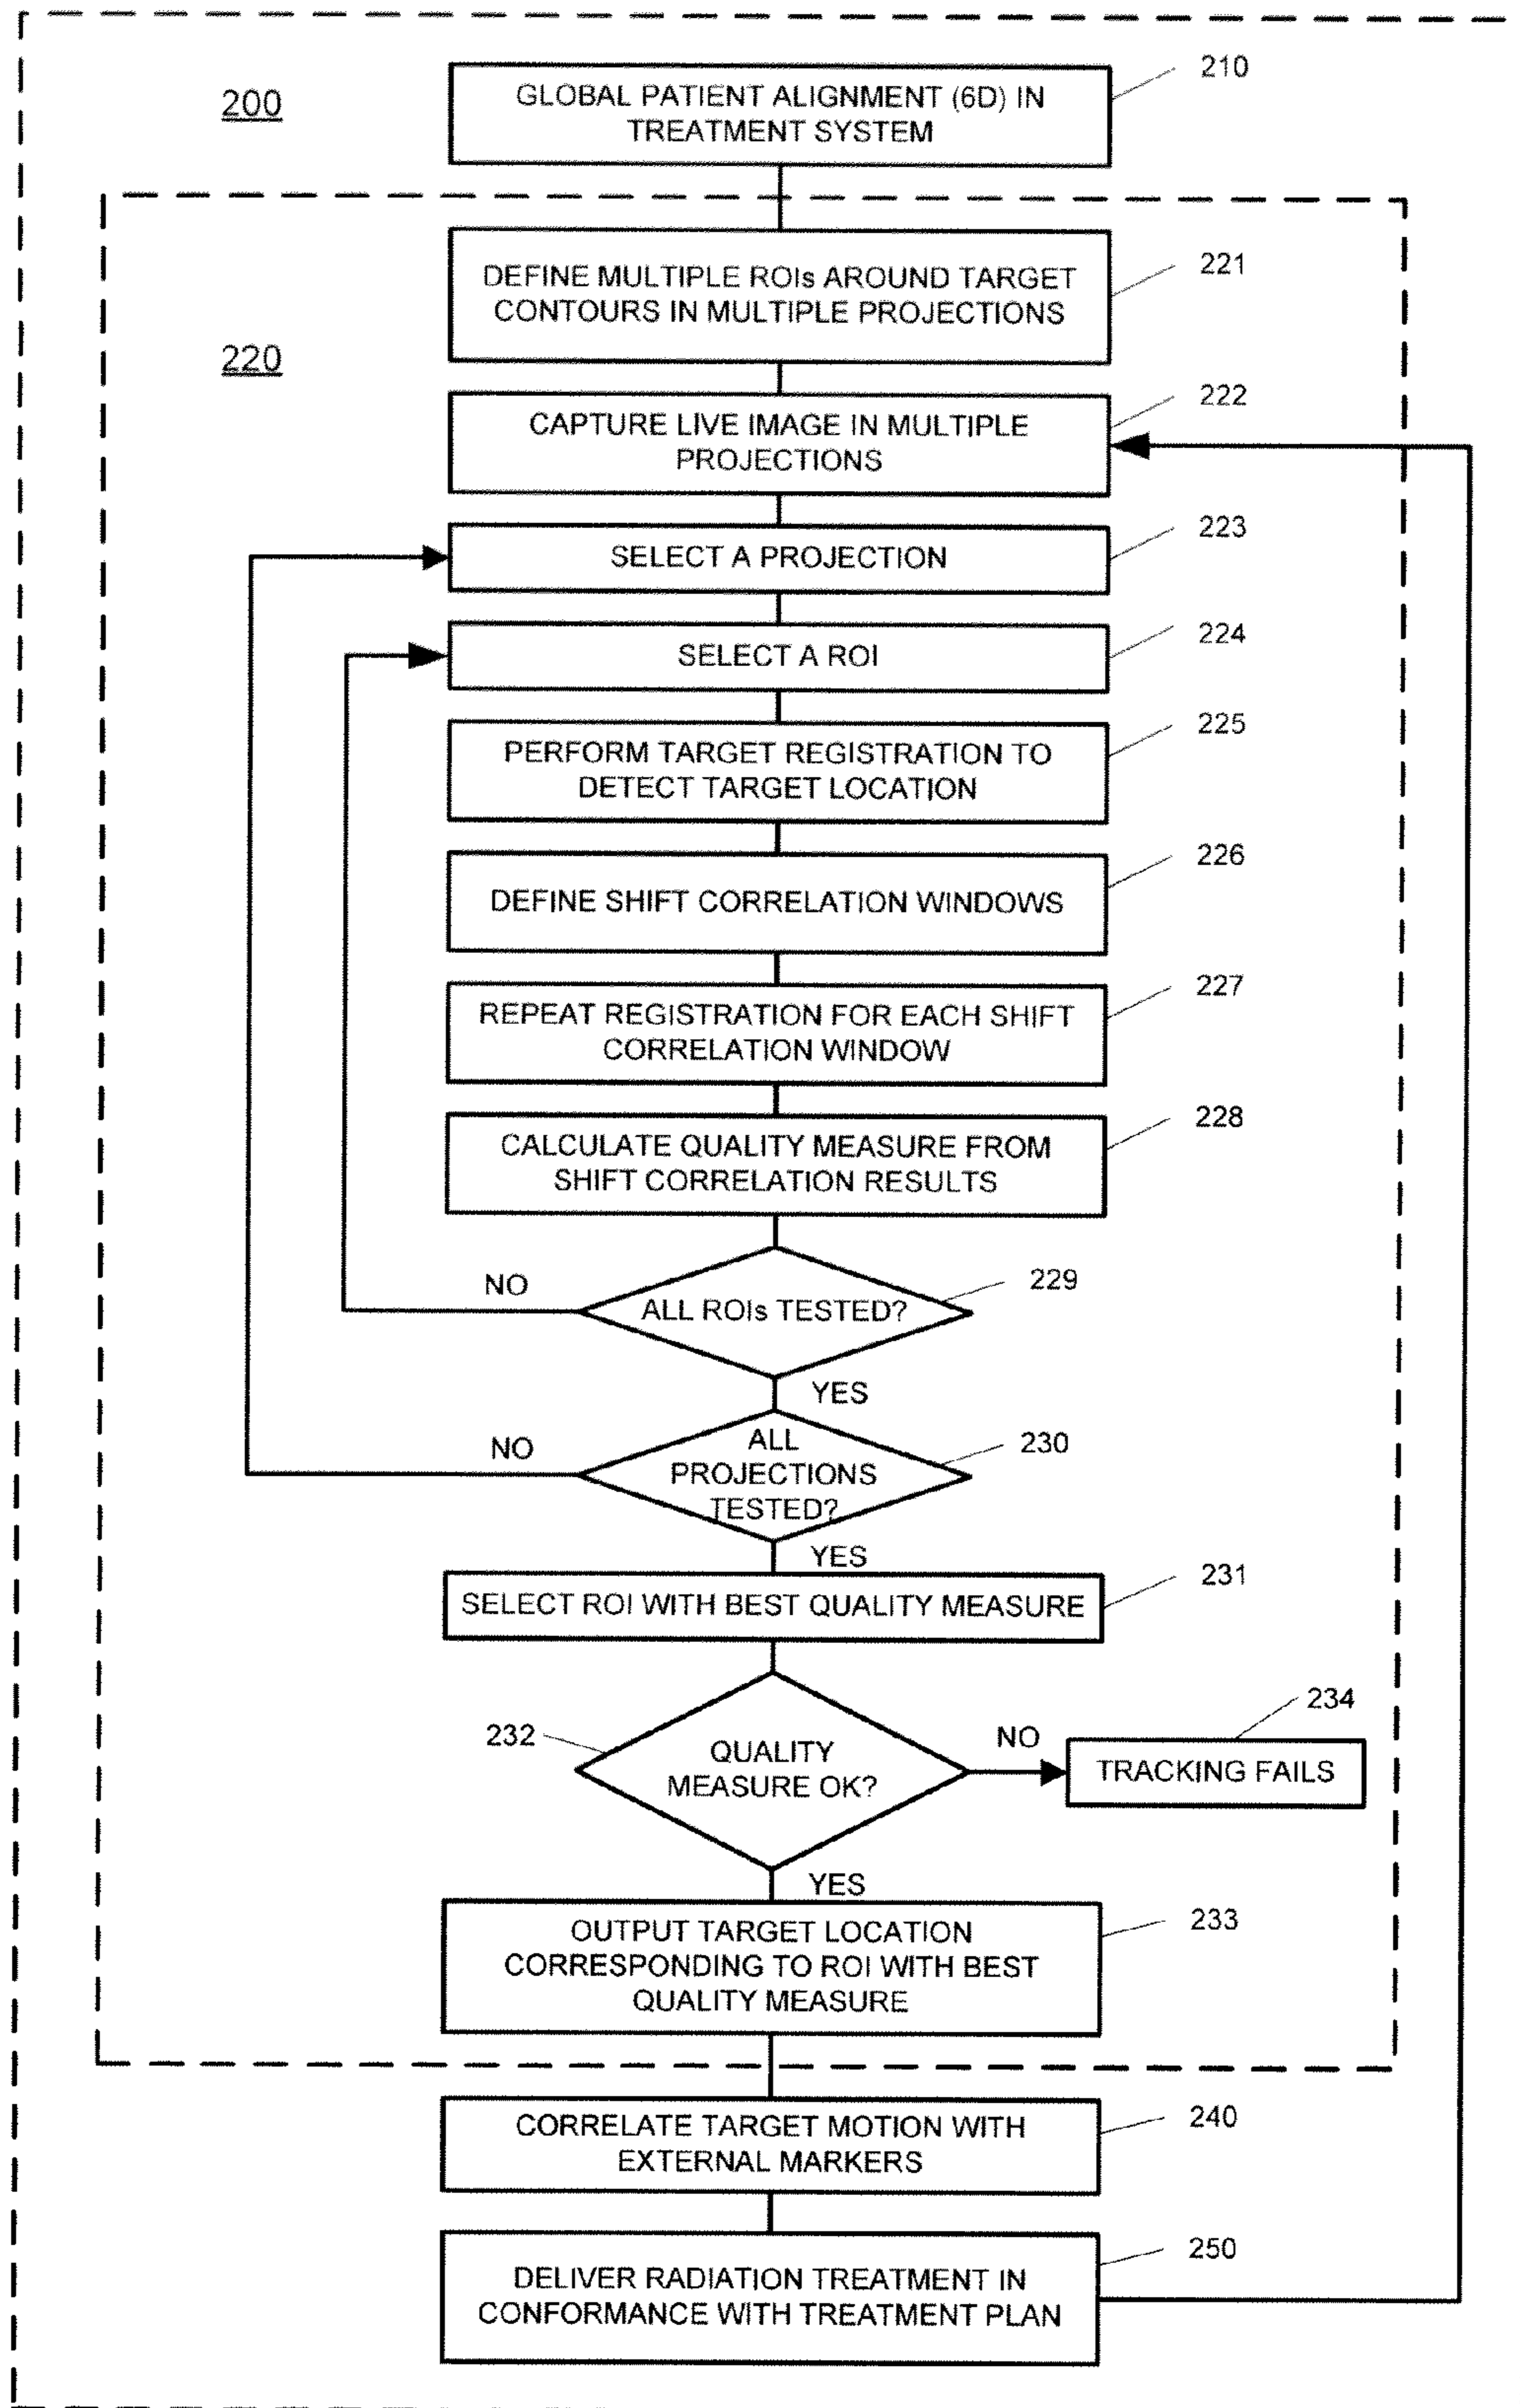 200
GLOBAL PATIENT ALIGNMENT (6D) IN
TREATMENT SYSTEM
210
220
DEFINE MULTIPLE ROIs AROUND TARGET
CONTOURS IN MULTIPLE PROJECTIONS
221
CAPTURE LIVE IMAGE IN MULTIPLE
PROJECTIONS
222
SELECT A PROJECTION
223
SELECT A ROI
224
PERFORM TARGET REGISTRATION TO
DETECT TARGET LOCATION
225
DEFINE SHIFT CORRELATION WINDOWS
226
REPEAT REGISTRATION FOR EACH SHIFT
CORRELATION WINDOW
227
CALCULATE QUALITY MEASURE FROM
SHIFT CORRELATION RESULTS
228
NO
ALL ROIs TESTED?
229
YES
NO
ALL
PROJECTIONS
TESTED?
230
YES
SELECT ROI WITH BEST QUALITY MEASURE
231
232
QUALITY
MEASURE OK?
NO
TRACKING FAILS
234
YES
OUTPUT TARGET LOCATION
CORRESPONDING TO ROI WITH BEST
QUALITY MEASURE
233
CORRELATE TARGET MOTION WITH
EXTERNAL MARKERS
240
DELIVER RADIATION TREATMENT IN
CONFORMANCE WITH TREATMENT PLAN
250